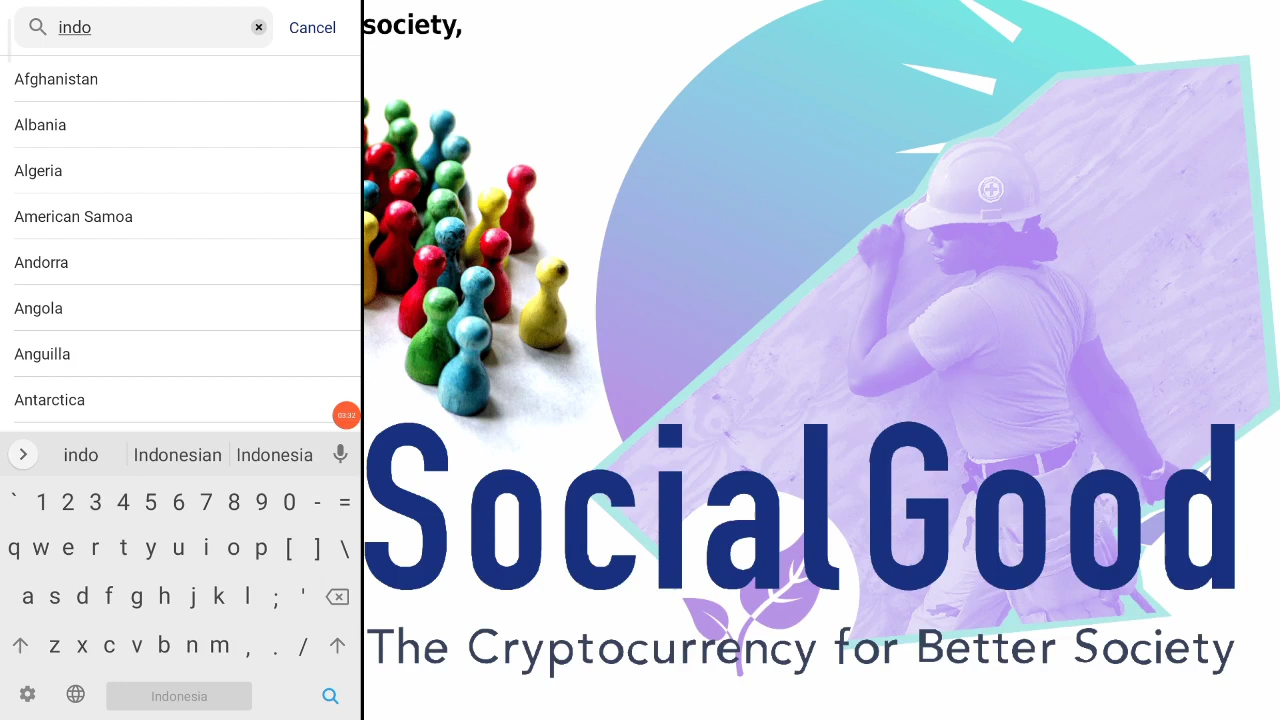 indo
Cancel
Afghanistan
Albania
Algeria
American Samoa
Andorra
Angola
Anguilla
Antarctica
03:32
indo Indonesian Indonesia
` 1 2 3 4 5 6 7 8 9 0 - =
q w e r t y u i o p [ ] \
a s d f g h j k l ; '
z x c v b n m , . /
Indonesia
society,
SocialGood
The Cryptocurrency for Better Society